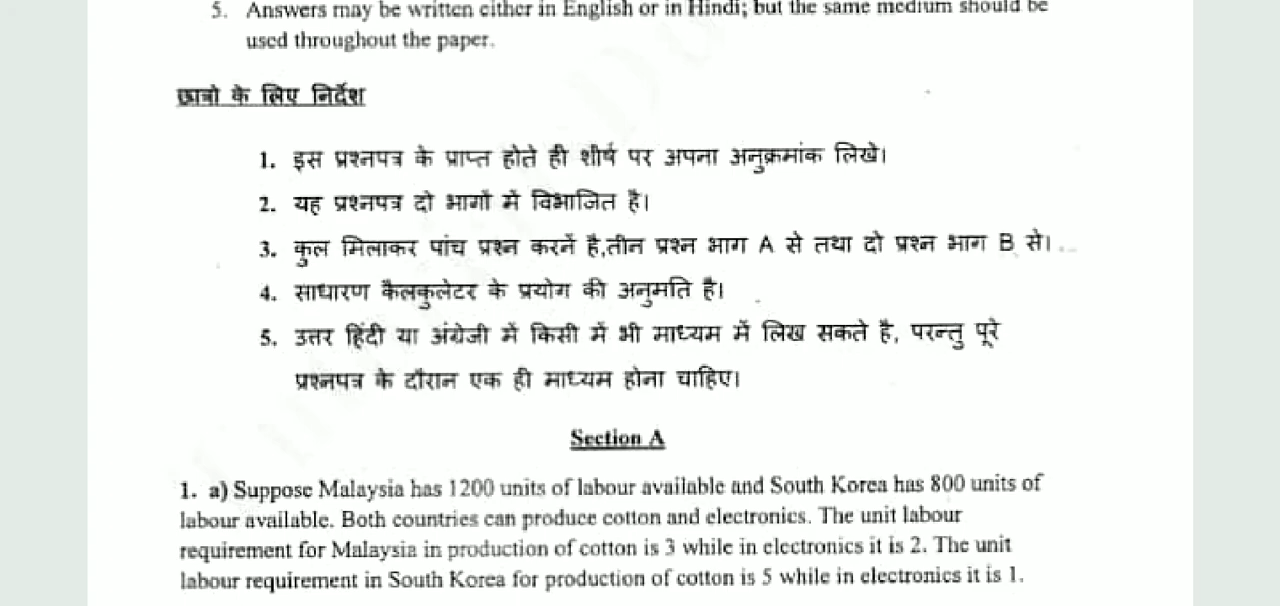 5. Answers may be written either in English or in Hindi; but the same medium should be
used throughout the paper.
छात्रो के लिए निर्देश
1. इस प्रश्नपत्र के प्राप्त होते ही शीर्ष पर अपना अनुक्रमांक लिखे।
2. यह प्रश्नपत्र दो भागों में विभाजित है।
3. कुल मिलाकर पांच प्रश्न करनें है,तीन प्रश्न भाग A से तथा दो प्रश्न भाग B से।
4. साधारण कैलकुलेटर के प्रयोग की अनुमति है।
5. उत्तर हिंदी या अंग्रेजी में किसी में भी माध्यम में लिख सकते है, परन्तु पूरे
प्रश्नपत्र के दौरान एक ही माध्यम होना चाहिए।
Section A
1. a) Suppose Malaysia has 1200 units of labour available and South Korea has 800 units of
labour available. Both countries can produce cotton and electronics. The unit labour
requirement for Malaysia in production of cotton is 3 while in electronics it is 2. The unit
labour requirement in South Korea for production of cotton is 5 while in electronics it is 1.